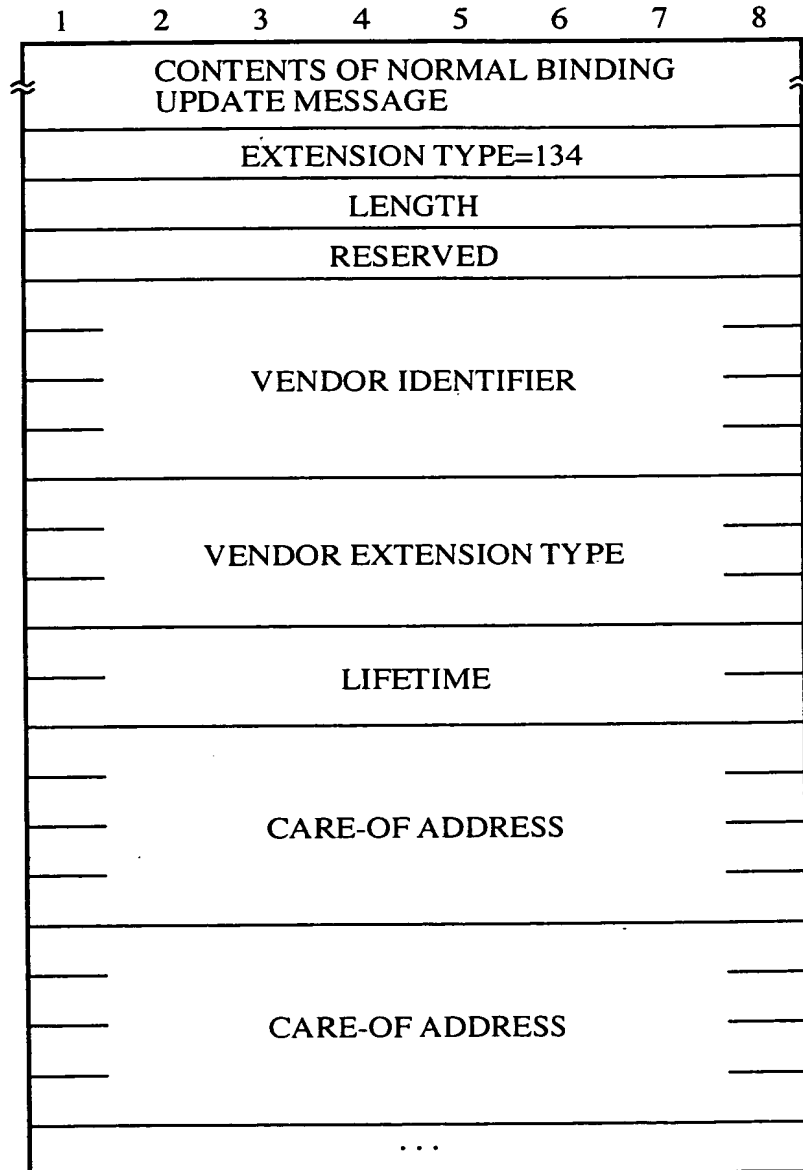 1 2 3 4 5 6 7 8
CONTENTS OF NORMAL BINDING
UPDATE MESSAGE
EXTENSION TYPE=134
LENGTH
RESERVED
VENDOR IDENTIFIER
VENDOR EXTENSION TYPE
LIFETIME
CARE-OF ADDRESS
CARE-OF ADDRESS
...